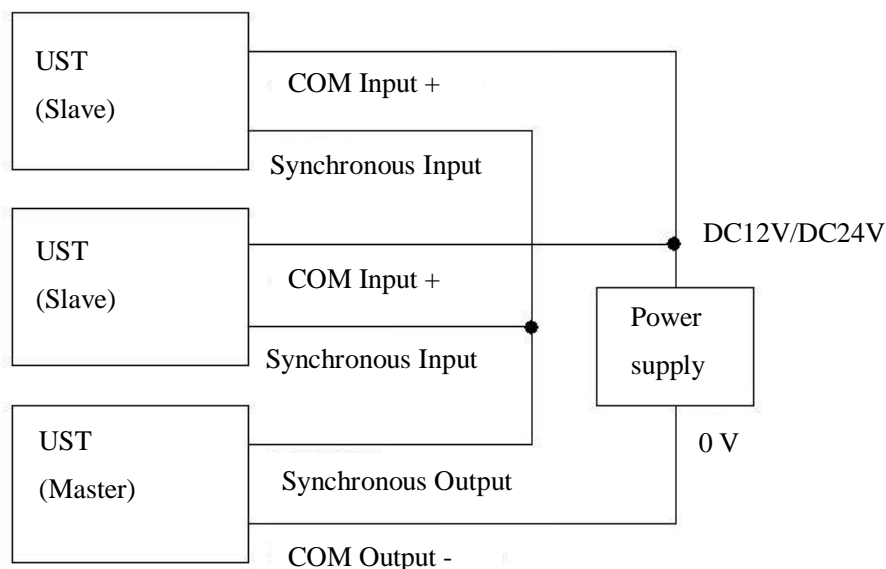 UST
(Slave)
COM Input +
Synchronous Input
UST
(Slave)
COM Input +
Synchronous Input
DC12V/DC24V
Power
supply
0 V
UST
(Master)
Synchronous Output
COM Output -